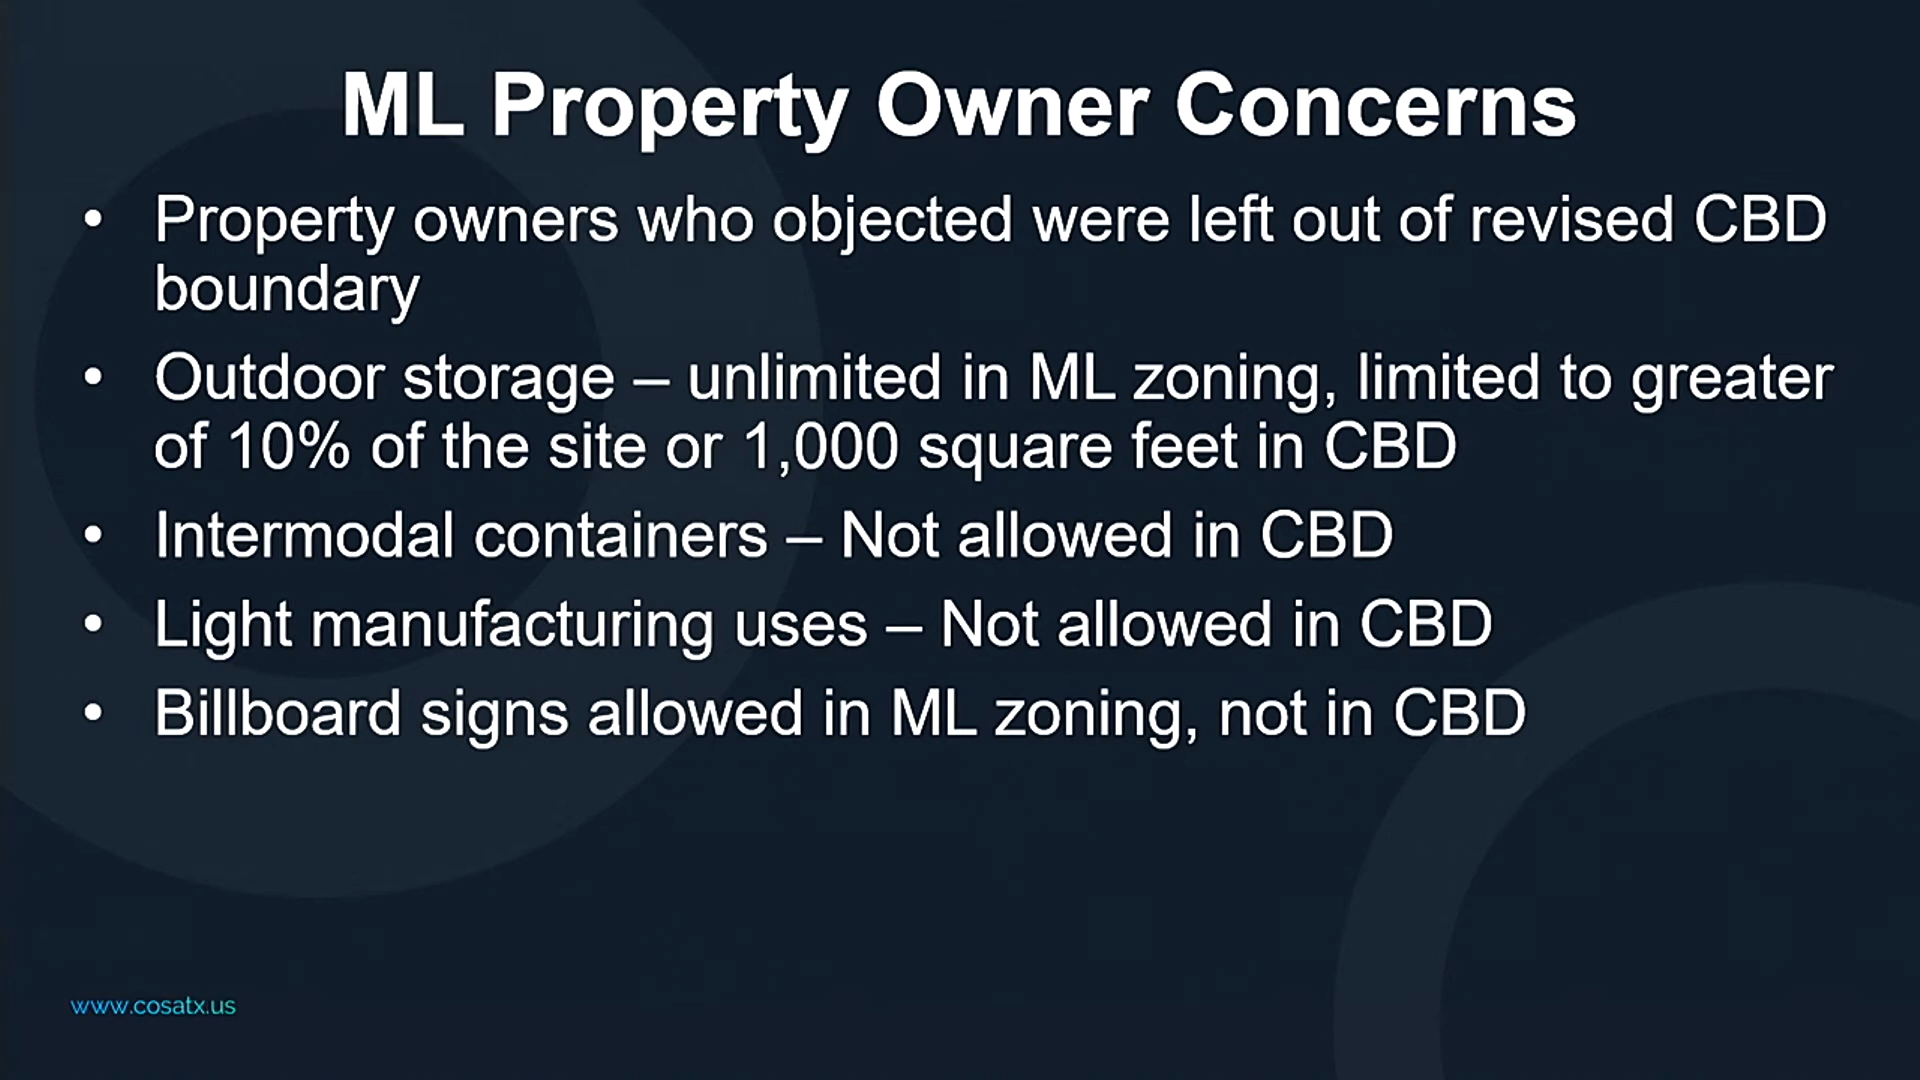 ML Property Owner Concerns
• Property owners who objected were left out of revised CBD
boundary
• Outdoor storage – unlimited in ML zoning, limited to greater
of 10% of the site or 1,000 square feet in CBD
• Intermodal containers – Not allowed in CBD
• Light manufacturing uses – Not allowed in CBD
• Billboard signs allowed in ML zoning, not in CBD
www.cosatx.us